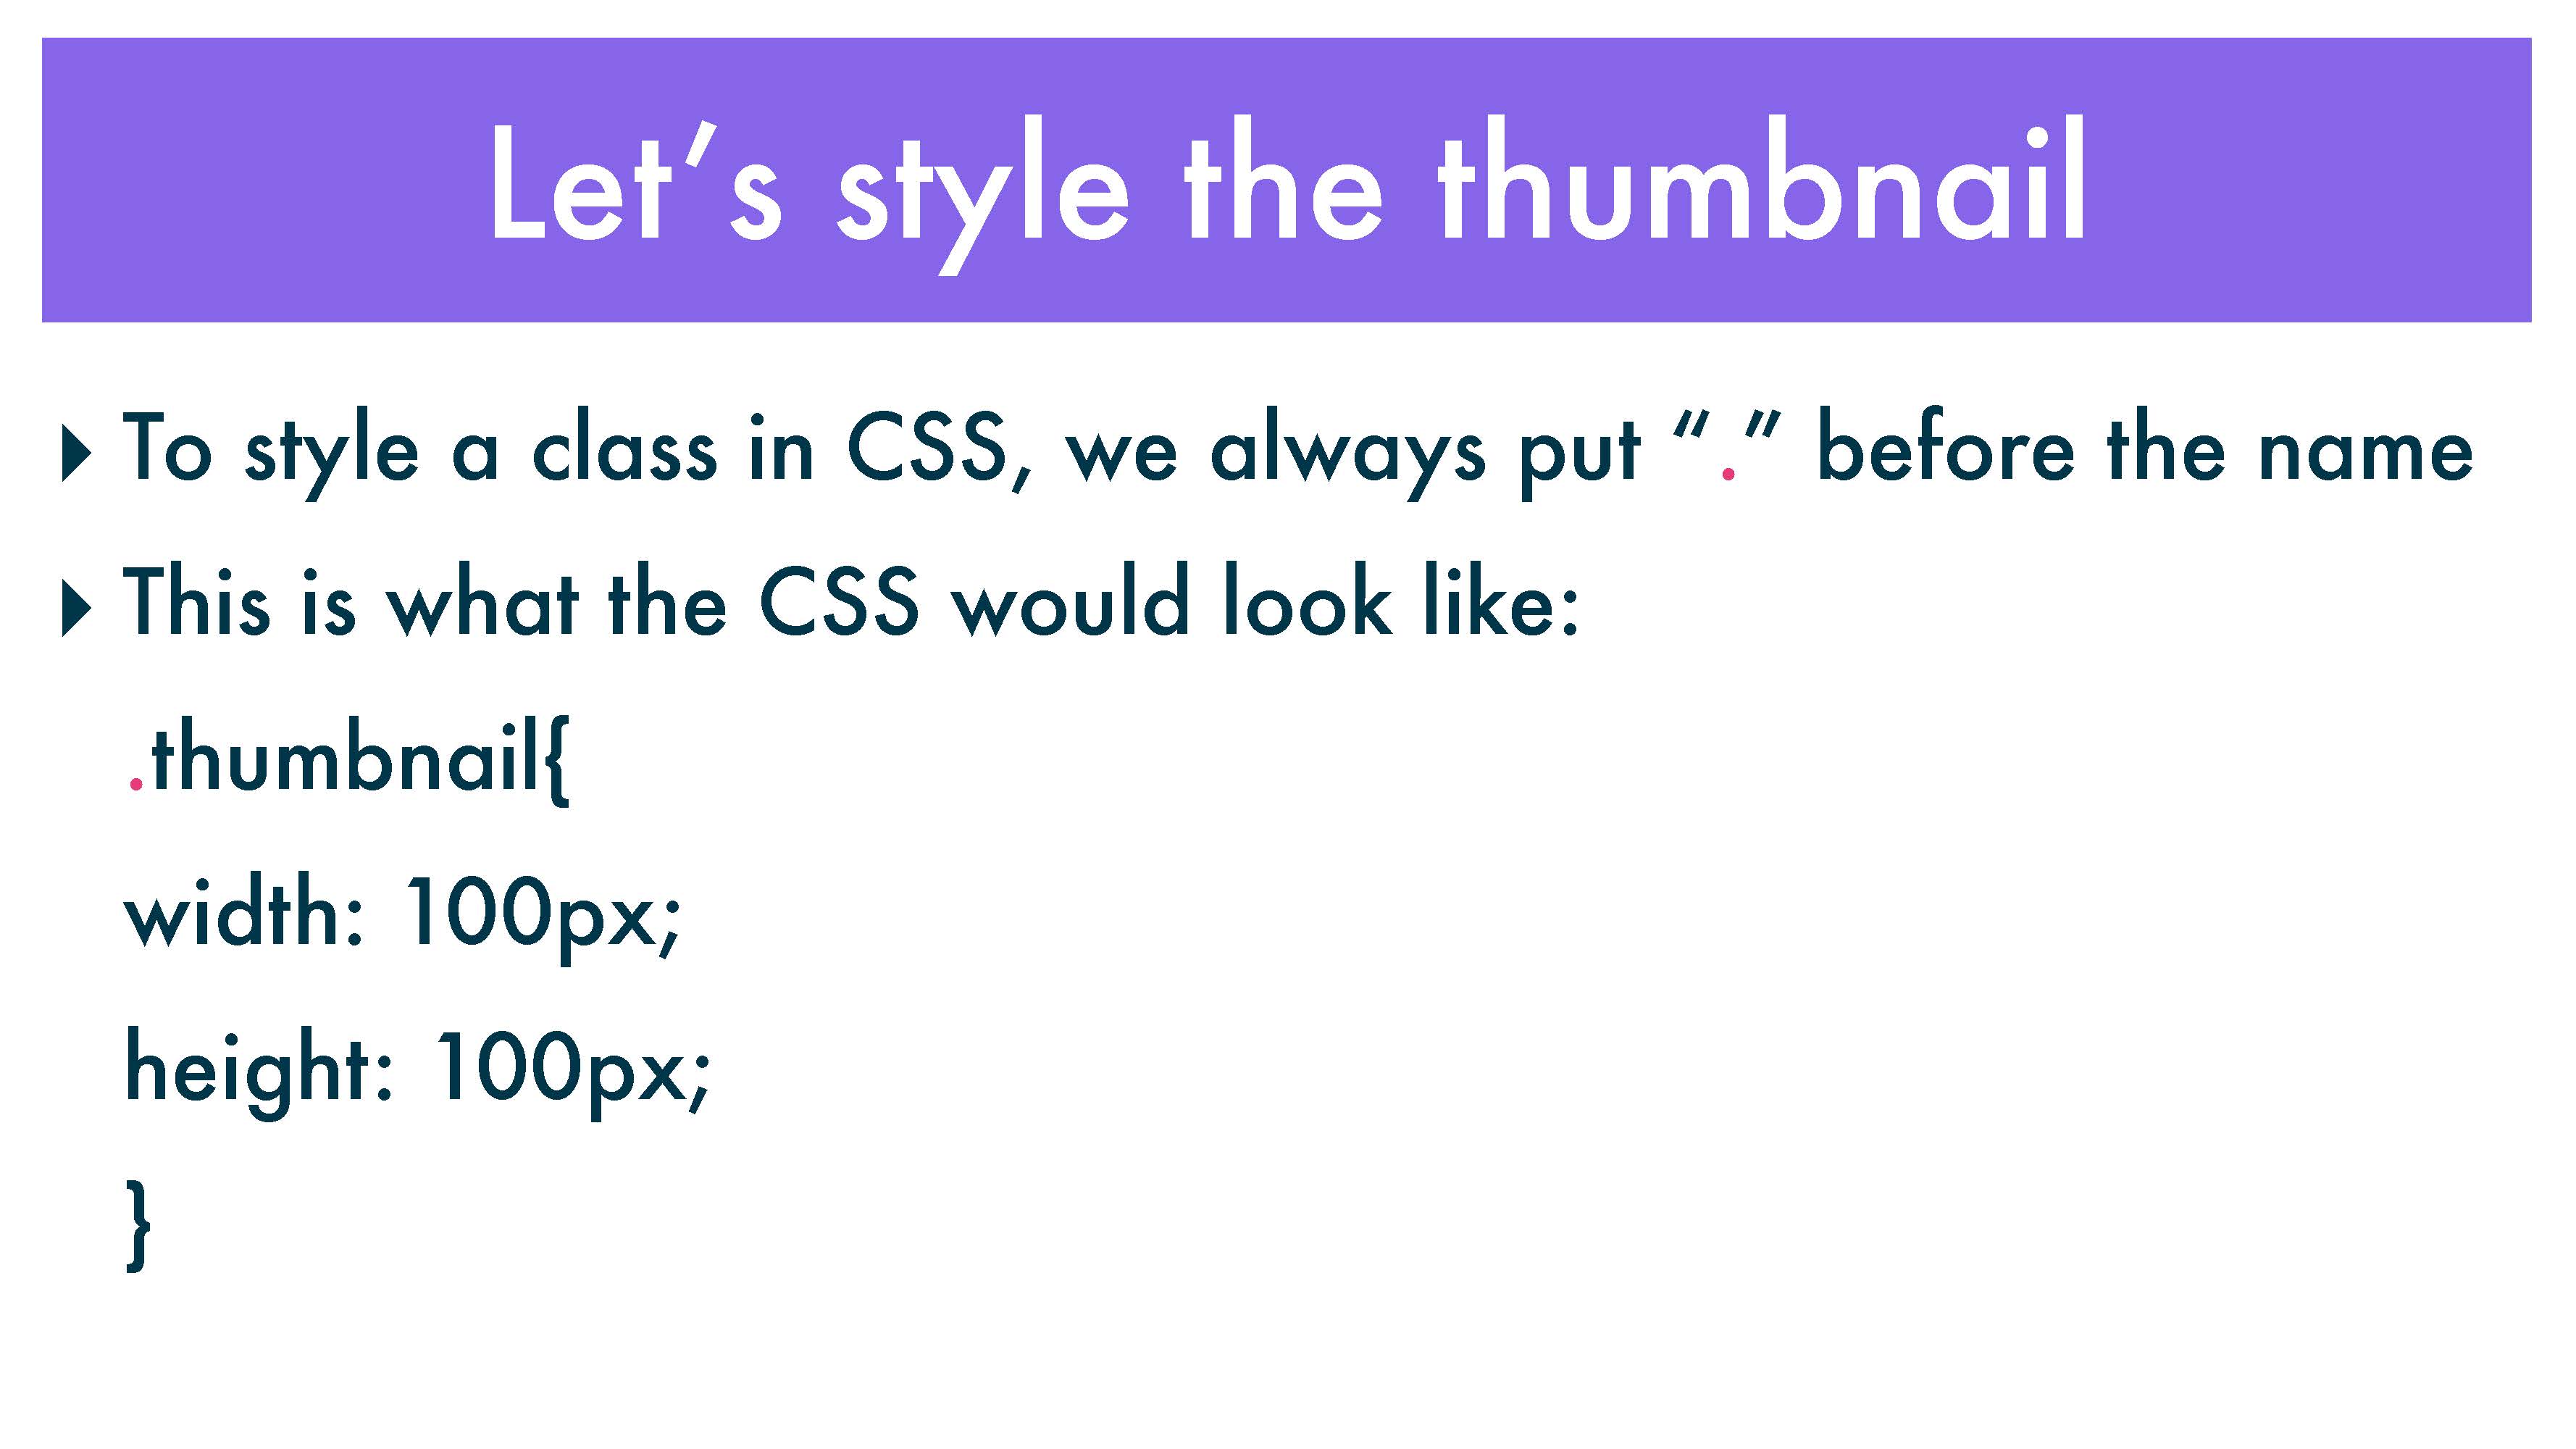 Let’s style the thumbnail
‣ To style a class in CSS, we always put “.” before the name
‣ This is what the CSS would look like:
.thumbnail{
width: 100px;
height: 100px;
}